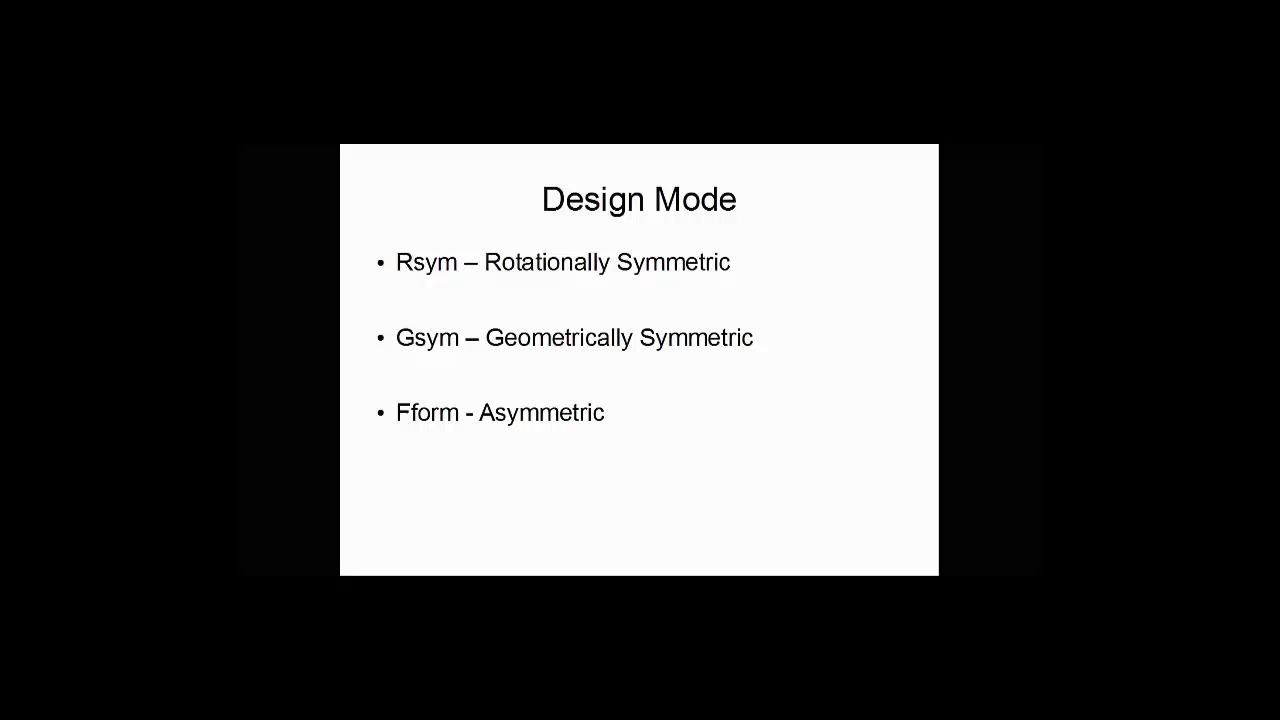 Design Mode
• Rsym – Rotationally Symmetric
• Gsym – Geometrically Symmetric
• Fform - Asymmetric